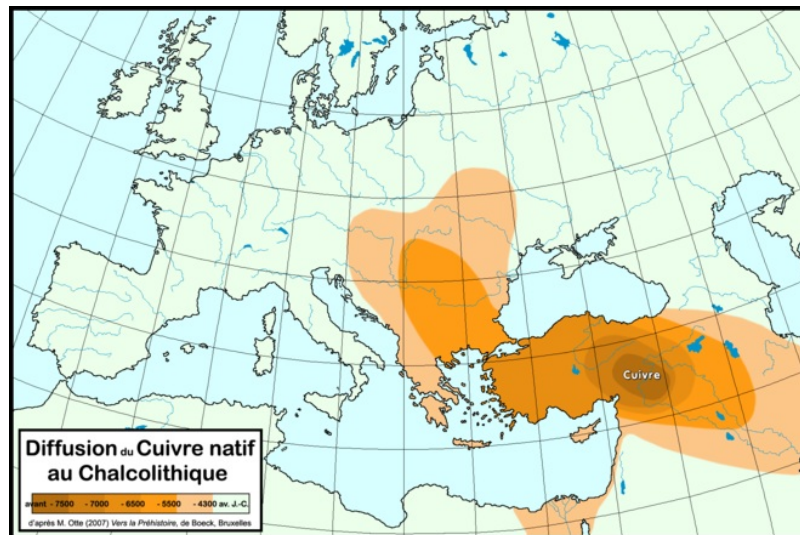 Cuivre
Diffusion du Cuivre natif
au Chalcolithique
avant - 7500 - 7000 - 6500 - 5500 - 4300 av. J.-C.
d'après M. Otte (2007) Vers la Préhistoire, de Boeck, Bruxelles